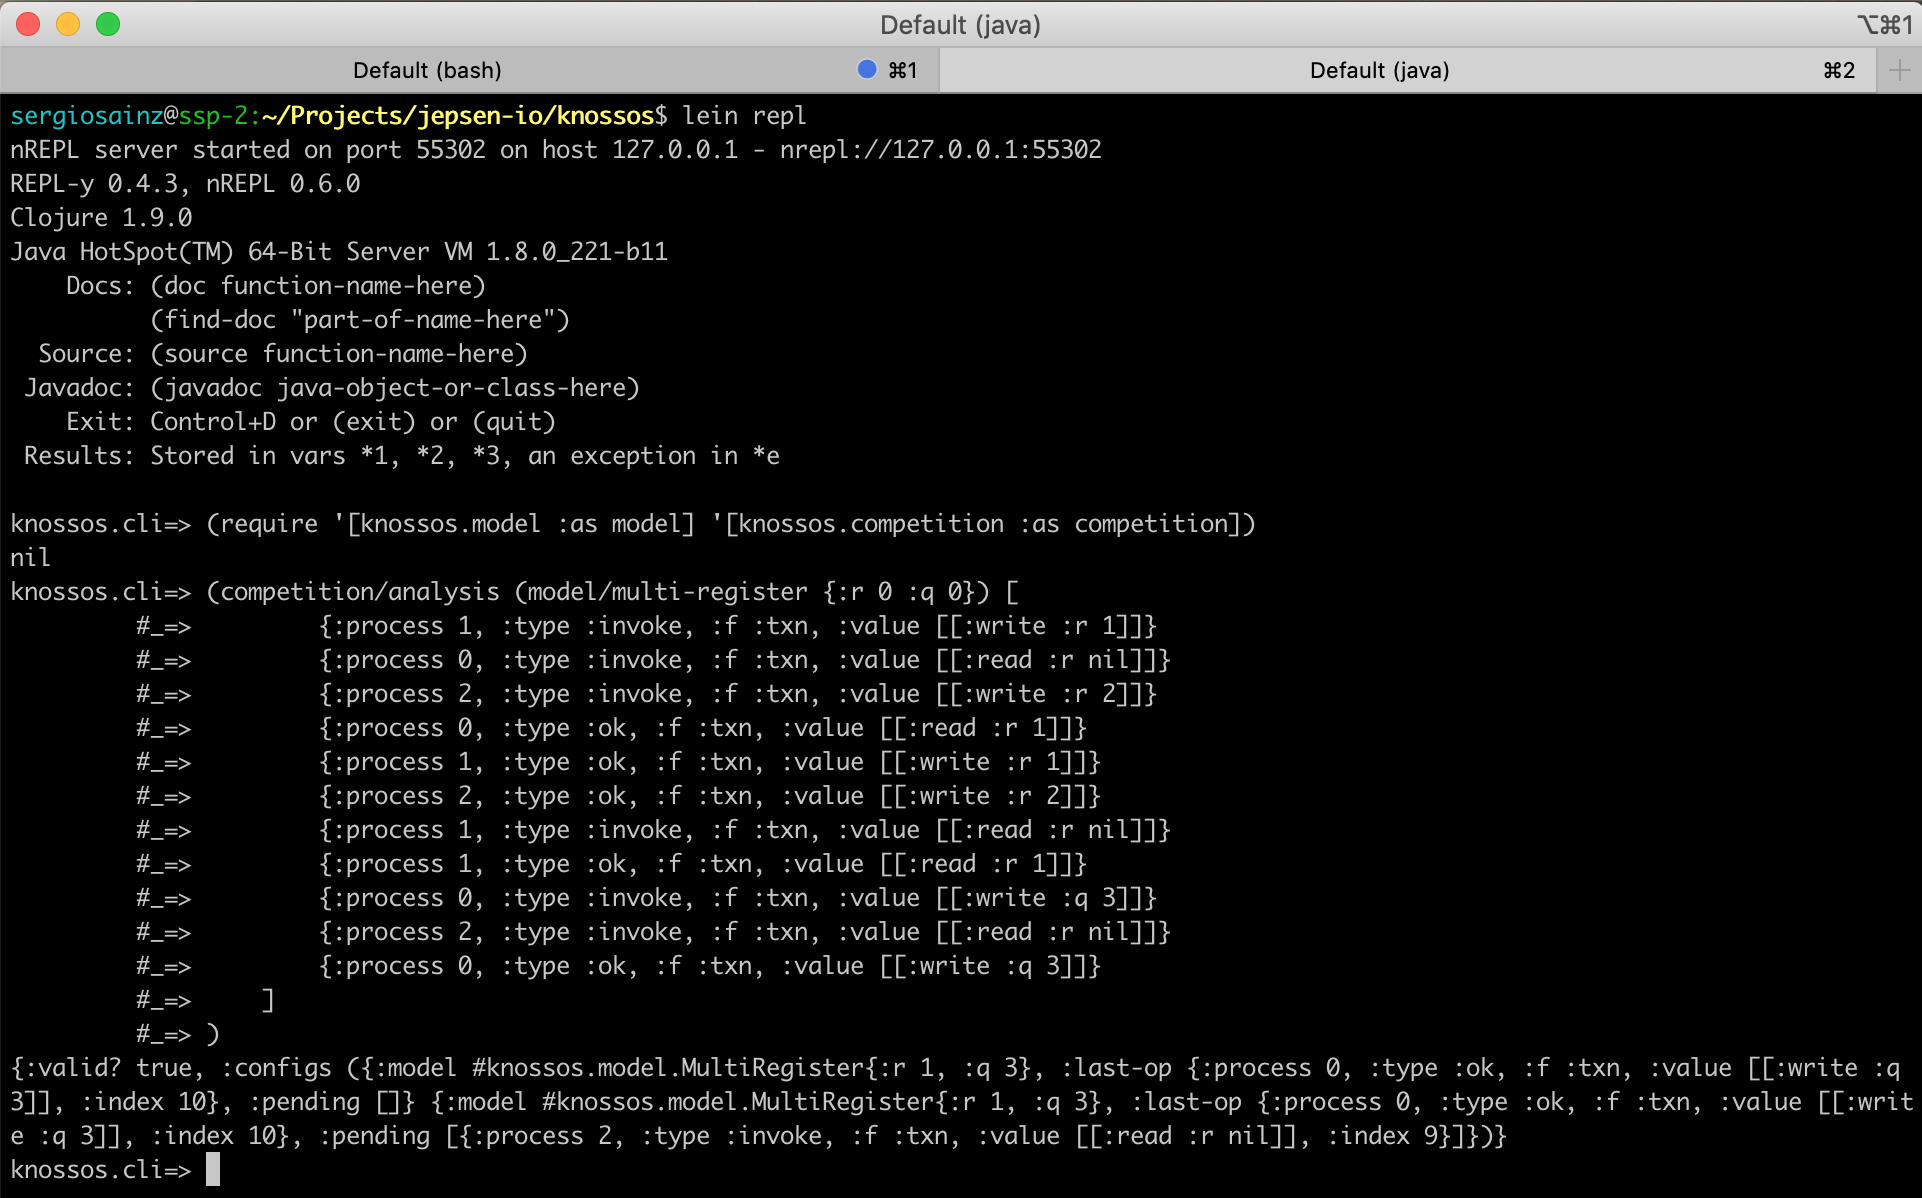 Default (java)
⌥⌘1
Default (bash) ⌘1 Default (java) ⌘2 +
sergiosainz@ssp-2:~/Projects/jepsen-io/knossos$ lein repl
nREPL server started on port 55302 on host 127.0.0.1 - nrepl://127.0.0.1:55302
REPL-y 0.4.3, nREPL 0.6.0
Clojure 1.9.0
Java HotSpot(TM) 64-Bit Server VM 1.8.0_221-b11
    Docs: (doc function-name-here)
          (find-doc "part-of-name-here")
  Source: (source function-name-here)
 Javadoc: (javadoc java-object-or-class-here)
    Exit: Control+D or (exit) or (quit)
 Results: Stored in vars *1, *2, *3, an exception in *e
knossos.cli=> (require '[knossos.model :as model] '[knossos.competition :as competition])
nil
knossos.cli=> (competition/analysis (model/multi-register {:r 0 :q 0}) [
         #_=>         {:process 1, :type :invoke, :f :txn, :value [[:write :r 1]]}
         #_=>         {:process 0, :type :invoke, :f :txn, :value [[:read :r nil]]}
         #_=>         {:process 2, :type :invoke, :f :txn, :value [[:write :r 2]]}
         #_=>         {:process 0, :type :ok, :f :txn, :value [[:read :r 1]]}
         #_=>         {:process 1, :type :ok, :f :txn, :value [[:write :r 1]]}
         #_=>         {:process 2, :type :ok, :f :txn, :value [[:write :r 2]]}
         #_=>         {:process 1, :type :invoke, :f :txn, :value [[:read :r nil]]}
         #_=>         {:process 1, :type :ok, :f :txn, :value [[:read :r 1]]}
         #_=>         {:process 0, :type :invoke, :f :txn, :value [[:write :q 3]]}
         #_=>         {:process 2, :type :invoke, :f :txn, :value [[:read :r nil]]}
         #_=>         {:process 0, :type :ok, :f :txn, :value [[:write :q 3]]}
         #_=>     ]
         #_=> )
{:valid? true, :configs ({:model #knossos.model.MultiRegister{:r 1, :q 3}, :last-op {:process 0, :type :ok, :f :txn, :value [[:write :q
3]], :index 10}, :pending []} {:model #knossos.model.MultiRegister{:r 1, :q 3}, :last-op {:process 0, :type :ok, :f :txn, :value [[:writ
e :q 3]], :index 10}, :pending [{:process 2, :type :invoke, :f :txn, :value [[:read :r nil]], :index 9}]})}
knossos.cli=>